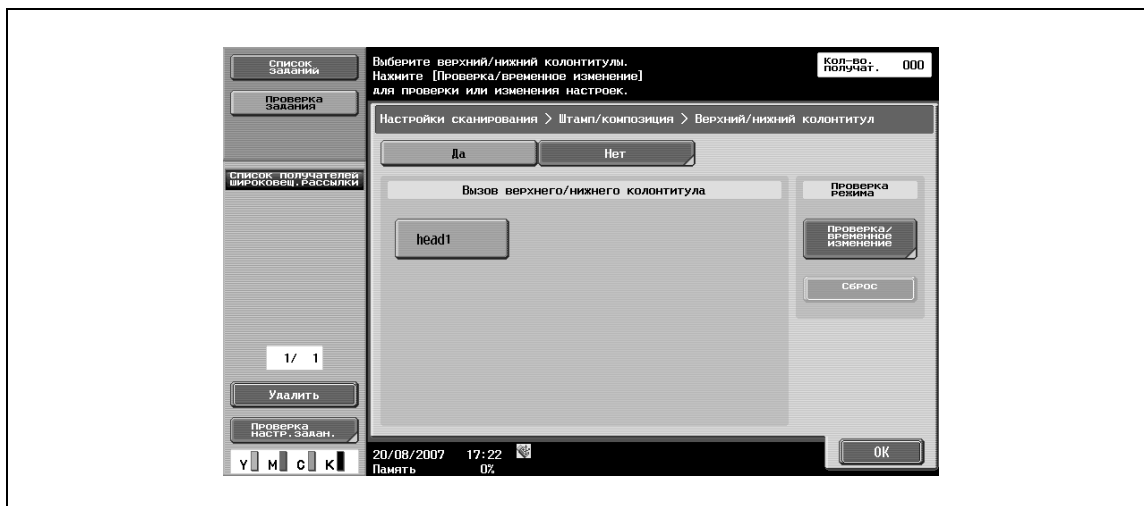 Список
заданий
Проверка
задания
Список получателей
широковещ.рассылки
1/ 1
Удалить
Проверка
настр.задан.
Y M C K
Выберите верхний/нижний колонтитулы.
Нажмите [Проверка/временное изменение]
для проверки или изменения настроек.
Кол-во.
получат. 000
Настройки сканирования > Штамп/композиция > Верхний/нижний колонтитул
Да
Нет
Вызов верхнего/нижнего колонтитула
head1
Проверка
режима
Проверка/
временное
изменение
Сброс
20/08/2007 17:22
Память 0%
OK